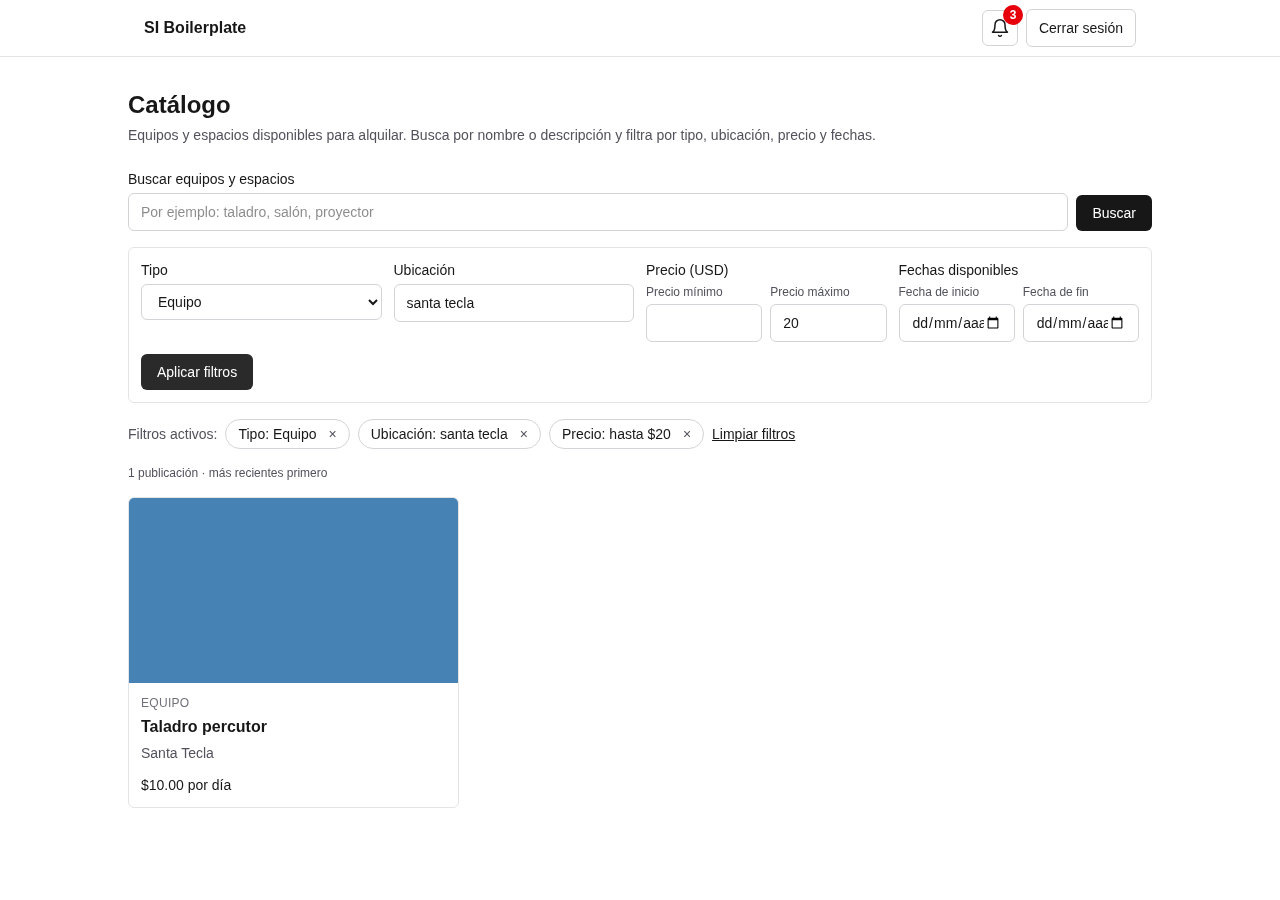 SI Boilerplate
3
Cerrar sesión
Catálogo
Equipos y espacios disponibles para alquilar. Busca por nombre o descripción y filtra por tipo, ubicación, precio y fechas.
Buscar equipos y espacios
Por ejemplo: taladro, salón, proyector
Buscar
Tipo
Ubicación
Precio (USD)
Fechas disponibles
Precio mínimo
Precio máximo
Fecha de inicio
Fecha de fin
Equipo
santa tecla
20
dd/mm/aaa
dd/mm/aaa
Aplicar filtros
Filtros activos: Tipo: Equipo × Ubicación: santa tecla × Precio: hasta $20 × Limpiar filtros
1 publicación · más recientes primero
EQUIPO
Taladro percutor
Santa Tecla
$10.00 por día